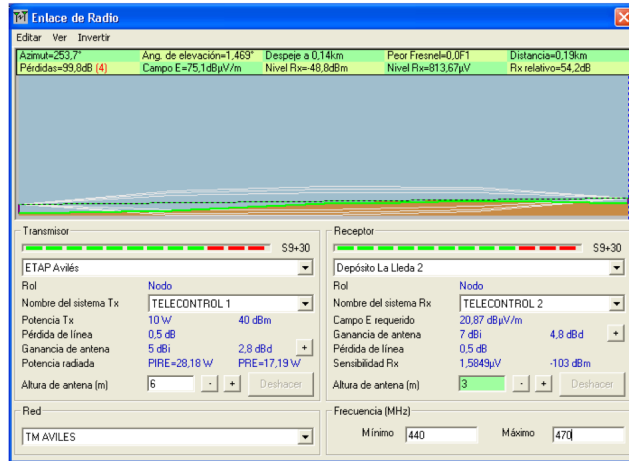 Enlace de Radio
Editar Ver Invertir
Azimut=253,7° Ang. de elevación=1,469° Despeje a 0,14km Peor Fresnel=0,0F1 Distancia=0,19km
Pérdidas=99,8dB (4) Campo E=75,1dBµV/m Nivel Rx=-48,8dBm Nivel Rx=813,67µV Rx relativo=54,2dB
Transmisor
S9+30
ETAP Avilés
Rol Nodo
Nombre del sistema Tx TELECONTROL 1
Potencia Tx 10 W 40 dBm
Pérdida de línea 0,5 dB
Ganancia de antena 5 dBi 2,8 dBd +
Potencia radiada PIRE=28,18 W PRE=17,19 W
Altura de antena (m) 6 - + Deshacer
Red
TM AVILES
Receptor
S9+30
Depósito La Lleda 2
Rol Nodo
Nombre del sistema Rx TELECONTROL 2
Campo E requerido 20,87 dBµV/m
Ganancia de antena 7 dBi 4,8 dBd +
Pérdida de línea 0,5 dB
Sensibilidad Rx 1,5849µV -103 dBm
Altura de antena (m) 3 - + Deshacer
Frecuencia (MHz)
Mínimo 440 Máximo 470